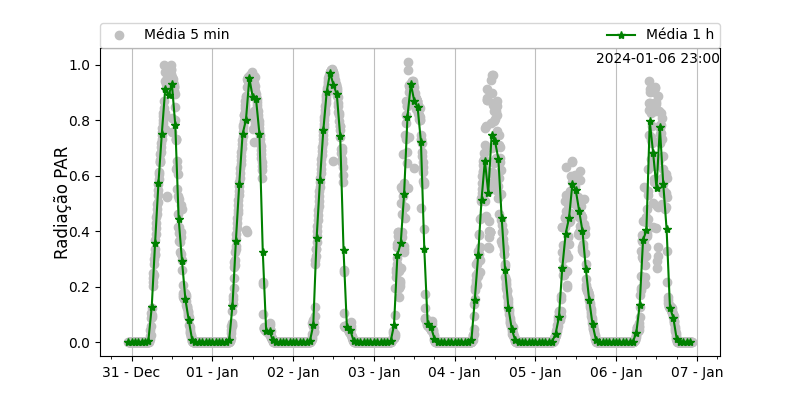 Média 5 min
Média 1 h
2024-01-06 23:00
Radiação PAR
1.0
0.8
0.6
0.4
0.2
0.0
31 - Dec
01 - Jan
02 - Jan
03 - Jan
04 - Jan
05 - Jan
06 - Jan
07 - Jan